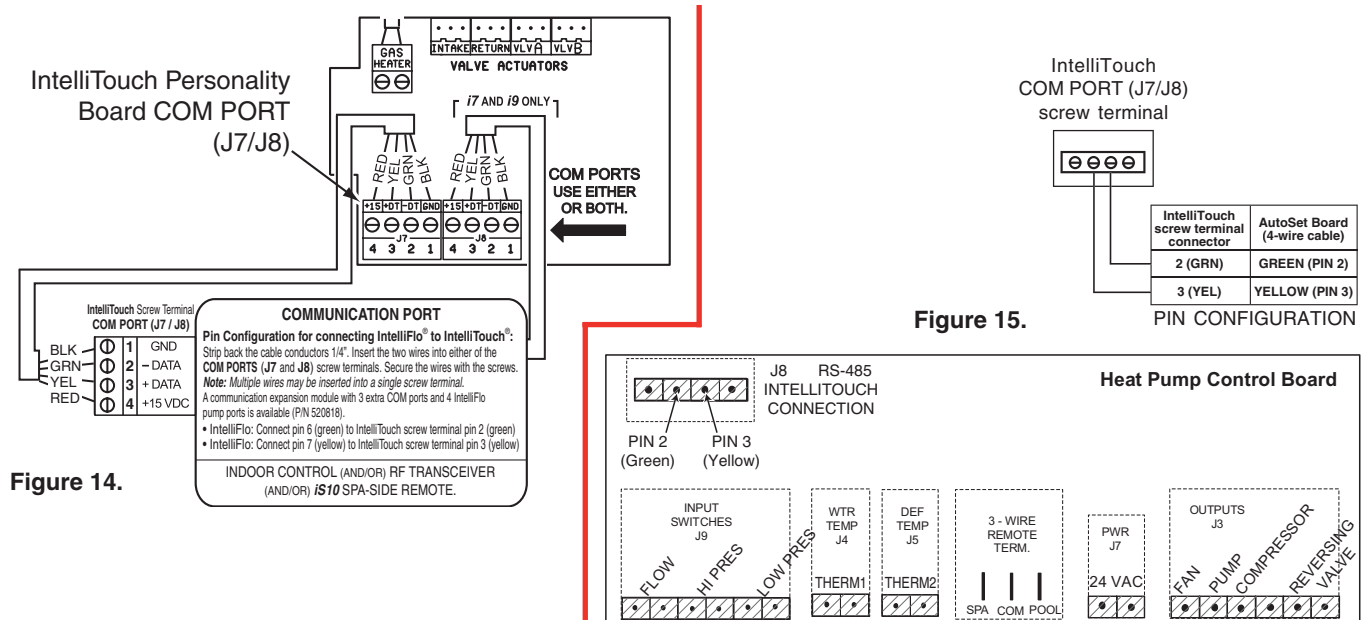 IntelliTouch Personality
Board COM PORT
(J7/J8)
GAS
HEATER
INTAKE RETURN VLVA VLVB
VALVE ACTUATORS
i7 AND i9 ONLY
RED YEL GRN BLK
RED YEL GRN BLK
+15 +DT -DT GND +15 +DT -DT GND
J7 J8
4 3 2 1 4 3 2 1
COM PORTS
USE EITHER
OR BOTH.
IntelliTouch Screw Terminal
COM PORT (J7 / J8)
BLK 1 GND
GRN 2 – DATA
YEL 3 + DATA
RED 4 +15 VDC
COMMUNICATION PORT
Pin Configuration for connecting IntelliFlo® to IntelliTouch®:
Strip back the cable conductors 1/4". Insert the two wires into either of the
COM PORTS (J7 and J8) screw terminals. Secure the wires with the screws.
Note: Multiple wires may be inserted into a single screw terminal.
A communication expansion module with 3 extra COM ports and 4 IntelliFlo
pump ports is available (P/N 520818).
• IntelliFlo: Connect pin 6 (green) to IntelliTouch screw terminal pin 2 (green)
• IntelliFlo: Connect pin 7 (yellow) to IntelliTouch screw terminal pin 3 (yellow)
INDOOR CONTROL (AND/OR) RF TRANSCEIVER
(AND/OR) iS10 SPA-SIDE REMOTE.
Figure 14.
IntelliTouch
COM PORT (J7/J8)
screw terminal
IntelliTouch
screw terminal
connector
AutoSet Board
(4-wire cable)
2 (GRN) GREEN (PIN 2)
3 (YEL) YELLOW (PIN 3)
PIN CONFIGURATION
Figure 15.
Heat Pump Control Board
J8 RS-485
INTELLITOUCH
CONNECTION
PIN 2
(Green)
PIN 3
(Yellow)
INPUT
SWITCHES
J9
FLOW
HI PRES
LOW PRES
WTR
TEMP
J4
THERM1
DEF
TEMP
J5
THERM2
3 - WIRE
REMOTE
TERM.
SPA COM POOL
PWR
J7
24 VAC
OUTPUTS
J3
FAN
PUMP
COMPRESSOR
REVERSING
VALVE